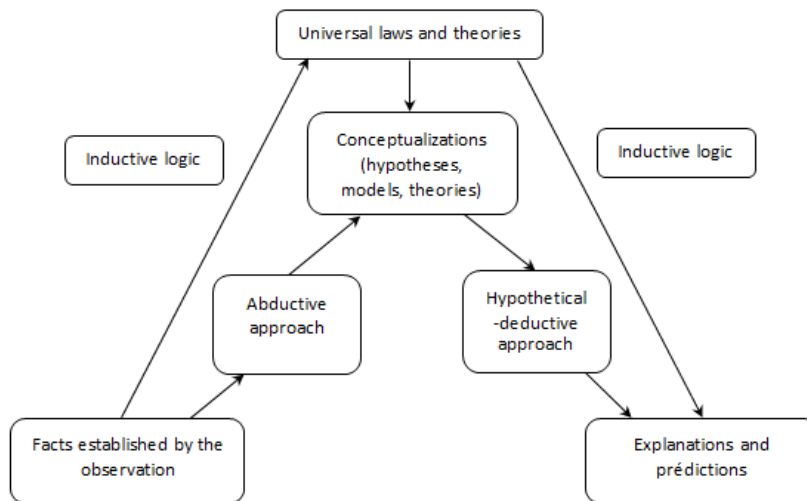 Universal laws and theories
Conceptualizations
(hypotheses,
models, theories)
Inductive logic
Inductive logic
Abductive
approach
Hypothetical
-deductive
approach
Facts established by the
observation
Explanations and
prédictions